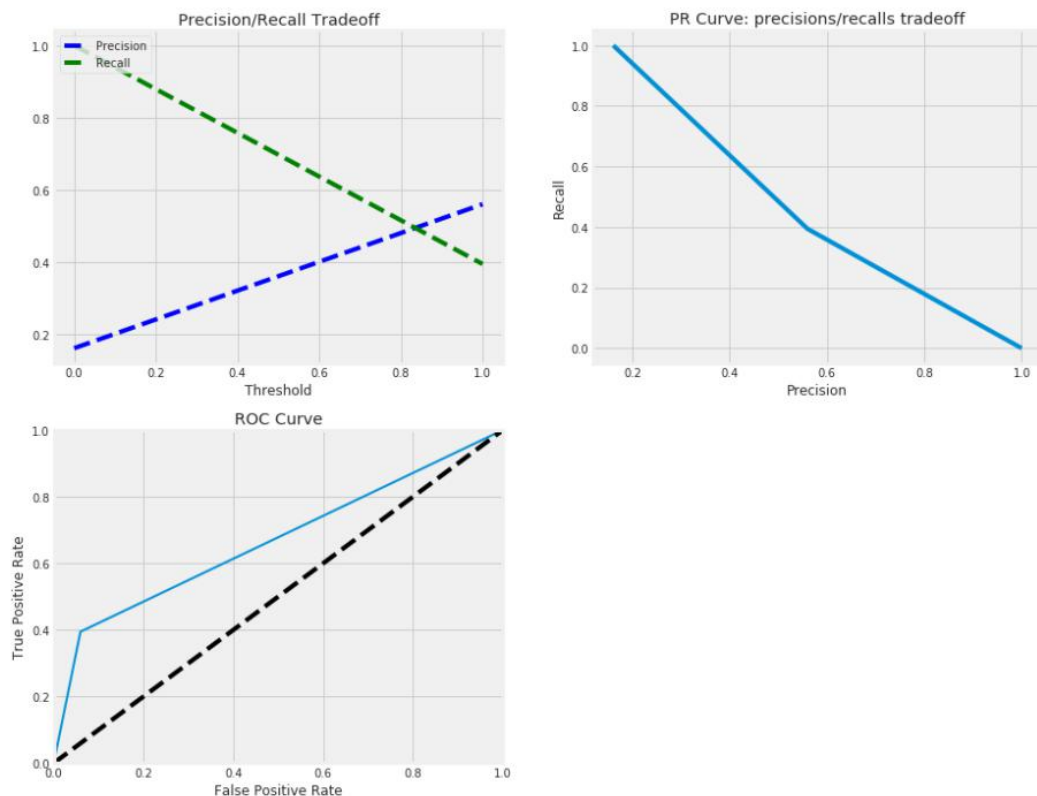 Precision/Recall Tradeoff
1.0
Precision
Recall
0.8
0.6
0.4
0.2
0.0 0.2 0.4 0.6 0.8 1.0
Threshold
PR Curve: precisions/recalls tradeoff
1.0
0.8
0.6
Recall
0.4
0.2
0.0
0.2 0.4 0.6 0.8 1.0
Precision
ROC Curve
1.0
0.8
0.6
True Positive Rate
0.4
0.2
0.0
0.0 0.2 0.4 0.6 0.8 1.0
False Positive Rate